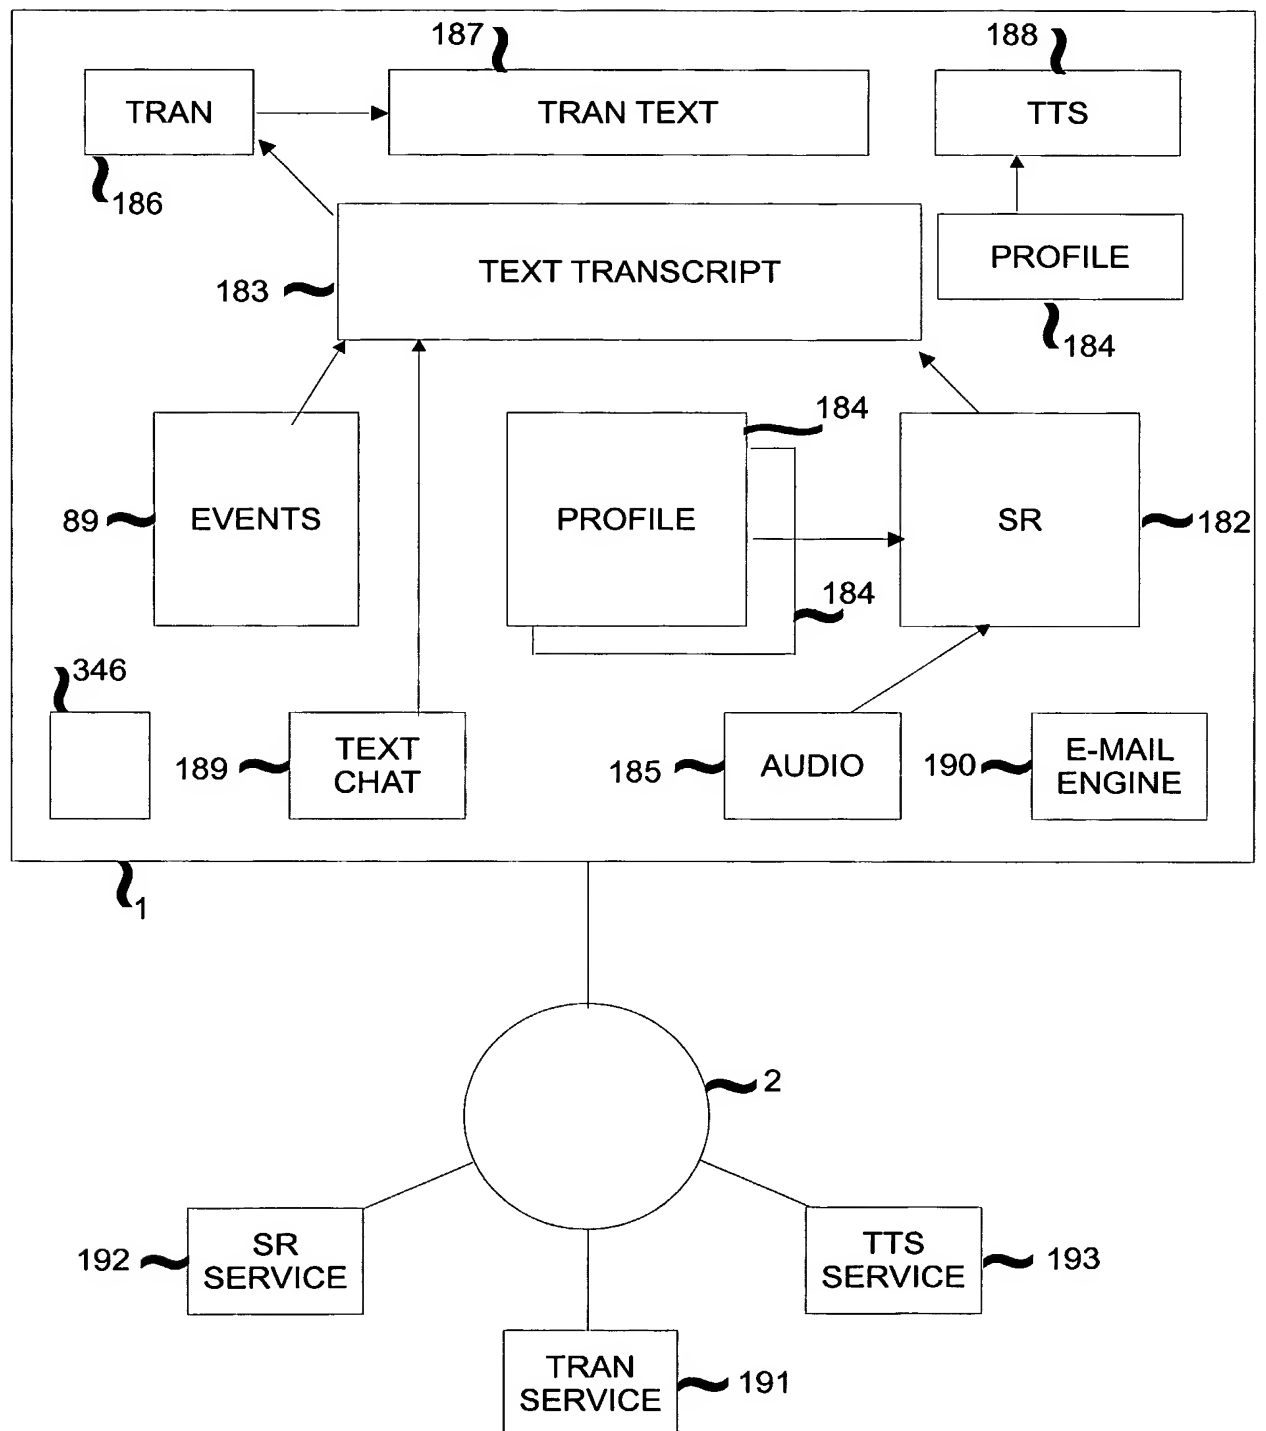 187
188
TRAN
TRAN TEXT
TTS
186
TEXT TRANSCRIPT
PROFILE
183
184
184
89
EVENTS
PROFILE
SR
182
184
346
189
TEXT
CHAT
185
AUDIO
190
E-MAIL
ENGINE
1
2
192
SR
SERVICE
TTS
SERVICE
193
TRAN
SERVICE
191